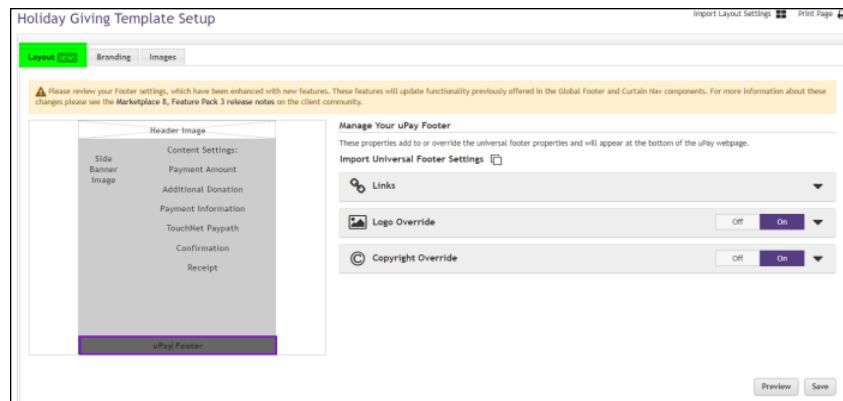 Holiday Giving Template Setup
Import Layout Settings
Print Page
Layout NEW!
Branding
Images
Please review your Footer settings, which have been enhanced with new features. These features will update functionality previously offered in the Global Footer and Curtain Nav components. For more information about these
changes please see the Marketplace 8, Feature Pack 3 release notes on the client community.
Header Image
Side
Banner
Image
Content Settings:
Payment Amount
Additional Donation
Payment Information
TouchNet Paypath
Confirmation
Receipt
uPay Footer
Manage Your uPay Footer
These properties add to or override the universal footer properties and will appear at the bottom of the uPay webpage.
Import Universal Footer Settings
Links
Logo Override
Off
On
Copyright Override
Off
On
Preview
Save